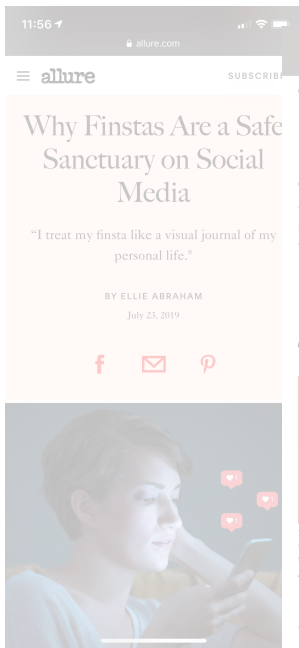 11:56
allure.com
allure
SUBSCRIBE
Why Finstas Are a Safe
Sanctuary on Social
Media
“I treat my finsta like a visual journal of my
personal life."
BY ELLIE ABRAHAM
July 23, 2019